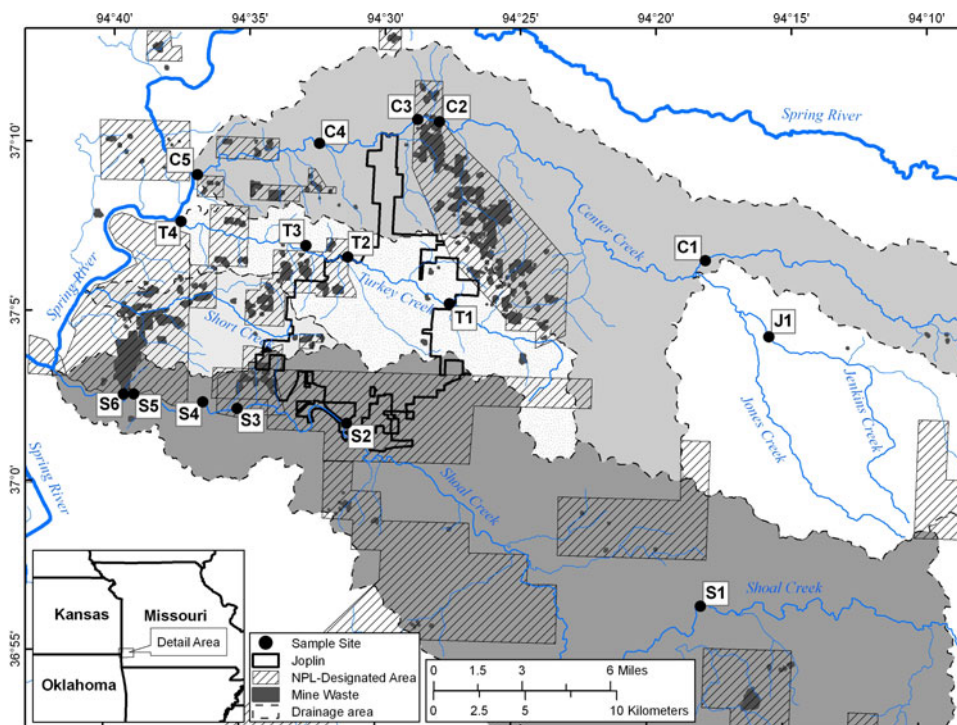 94°40' 94°35' 94°30' 94°25' 94°20' 94°15' 94°10'
Spring River
C3
C2
C4
37°10'
C5
T4
T3
T2
Center Creek
C1
Spring River
Turkey Creek
37°5'
Short Creek
T1
J1
Jenkins Creek
Jones Creek
S6
S5
S4
S3
S2
37°0'
Spring River
Shoal Creek
S1
Shoal Creek
36°55'
Kansas
Missouri
Detail Area
Oklahoma
Sample Site
Joplin
NPL-Designated Area
Mine Waste
Drainage area
0 1.5 3 6 Miles
0 2.5 5 10 Kilometers